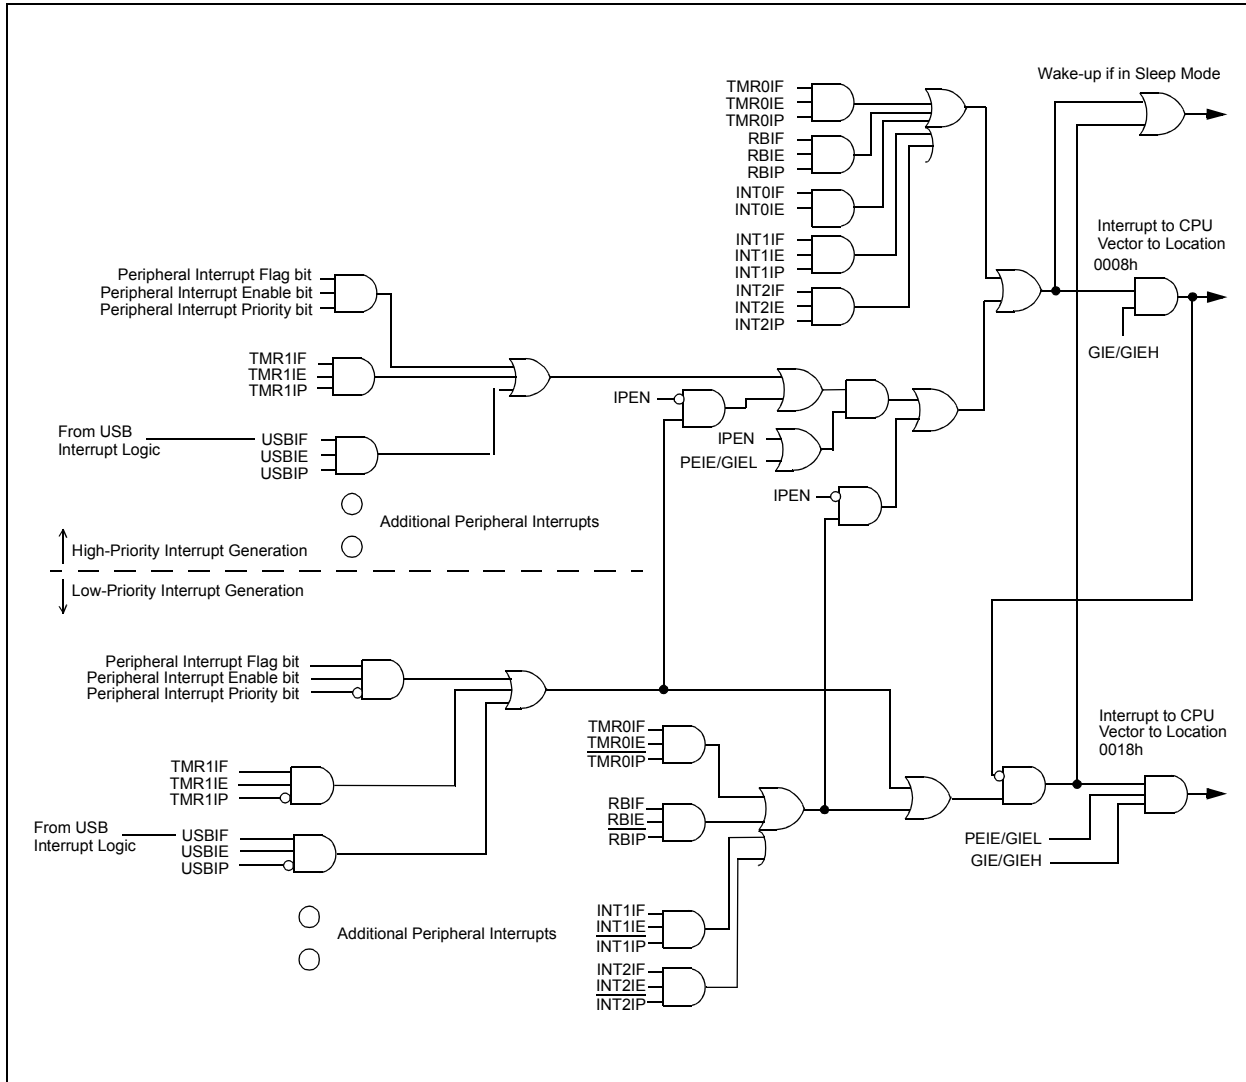 Wake-up if in Sleep Mode
TMR0IF
TMR0IE
TMR0IP
RBIF
RBIE
RBIP
INT0IF
INT0IE
INT1IF
INT1IE
INT1IP
INT2IF
INT2IE
INT2IP
Interrupt to CPU
Vector to Location
0008h
GIE/GIEH
Peripheral Interrupt Flag bit
Peripheral Interrupt Enable bit
Peripheral Interrupt Priority bit
TMR1IF
TMR1IE
TMR1IP
From USB
Interrupt Logic
USBIF
USBIE
USBIP
IPEN
IPEN
PEIE/GIEL
IPEN
Additional Peripheral Interrupts
High-Priority Interrupt Generation
Low-Priority Interrupt Generation
Peripheral Interrupt Flag bit
Peripheral Interrupt Enable bit
Peripheral Interrupt Priority bit
TMR1IF
TMR1IE
TMR1IP
From USB
Interrupt Logic
USBIF
USBIE
USBIP
Additional Peripheral Interrupts
TMR0IF
TMR0IE
TMR0IP
RBIF
RBIE
RBIP
INT1IF
INT1IE
INT1IP
INT2IF
INT2IE
INT2IP
Interrupt to CPU
Vector to Location
0018h
PEIE/GIEL
GIE/GIEH